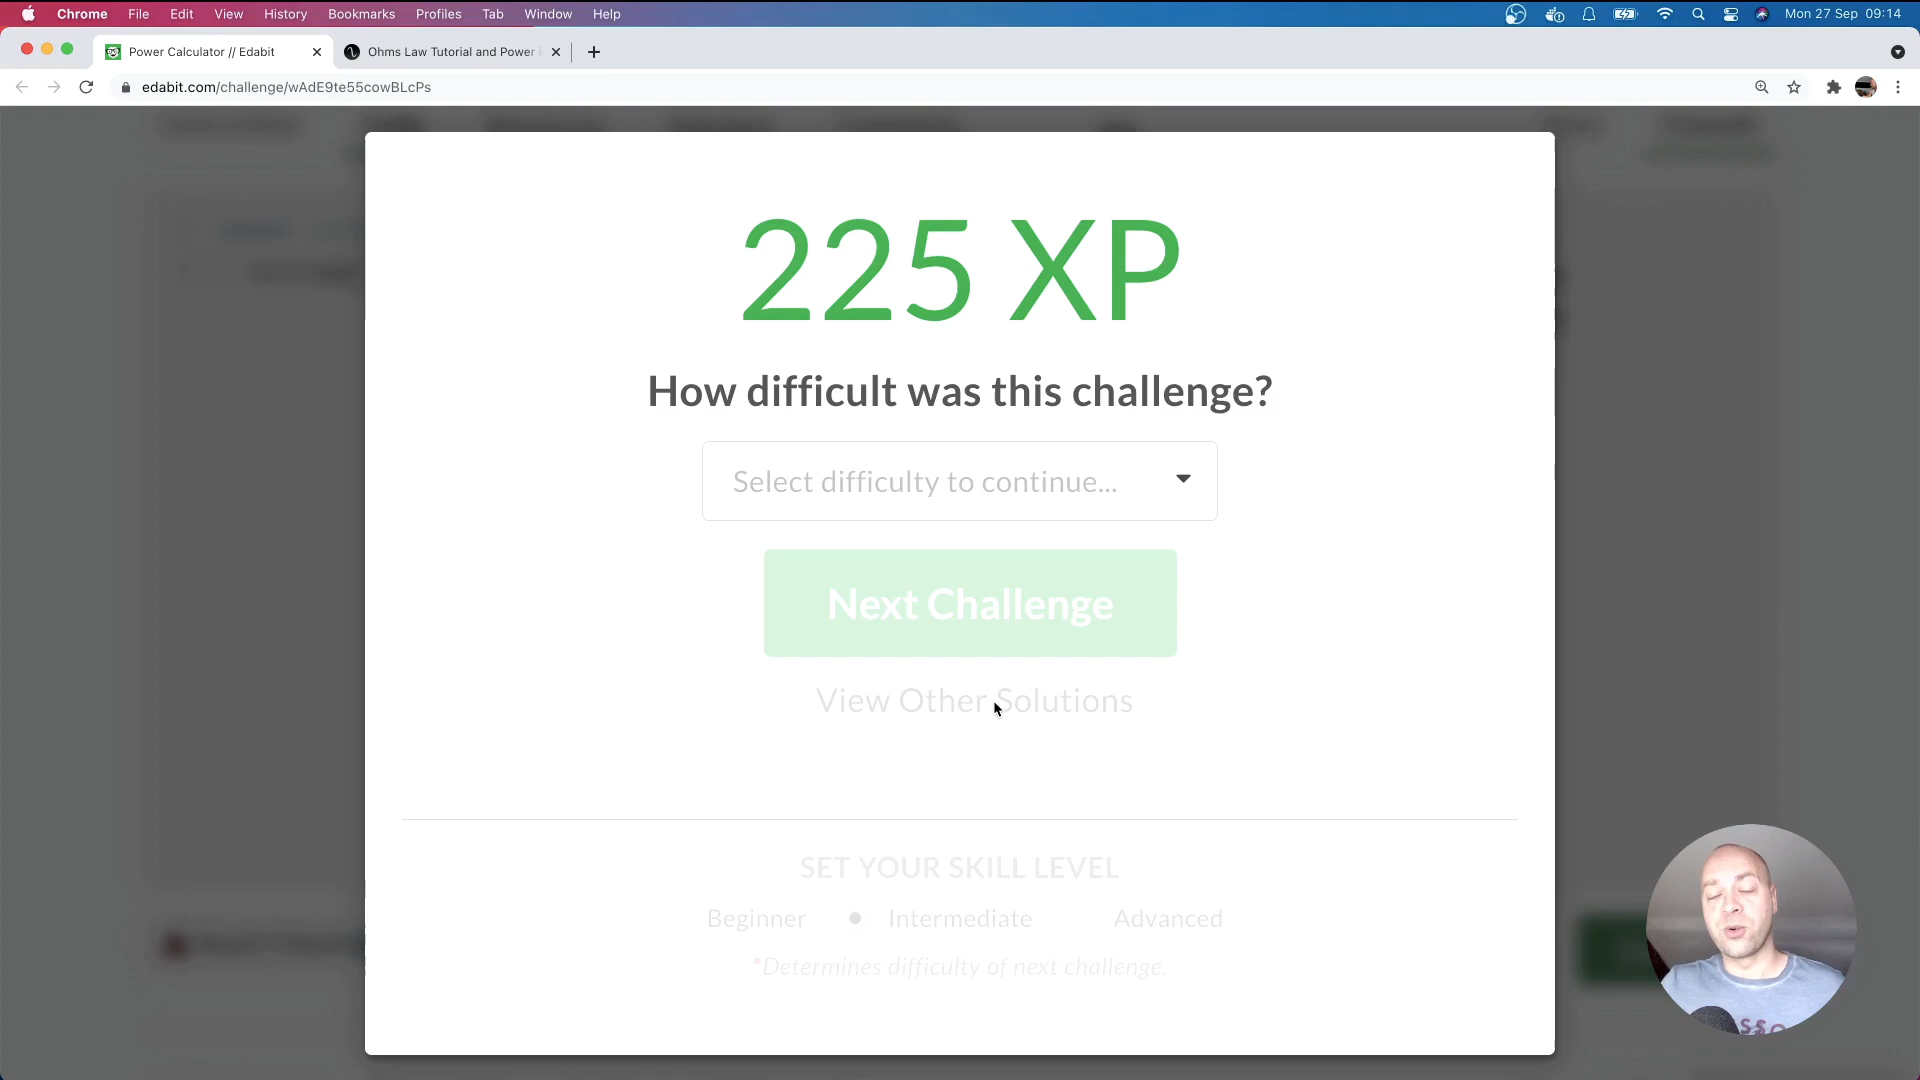 Chrome File Edit View History Bookmarks Profiles Tab Window Help Mon 27 Sep 09:14
Power Calculator // Edabit Ohms Law Tutorial and Power
edabit.com/challenge/wAdE9te55cowBLcPs
225 XP
How difficult was this challenge?
Select difficulty to continue...
Next Challenge
View Other Solutions
SET YOUR SKILL LEVEL
Beginner Intermediate Advanced
*Determines difficulty of next challenge.